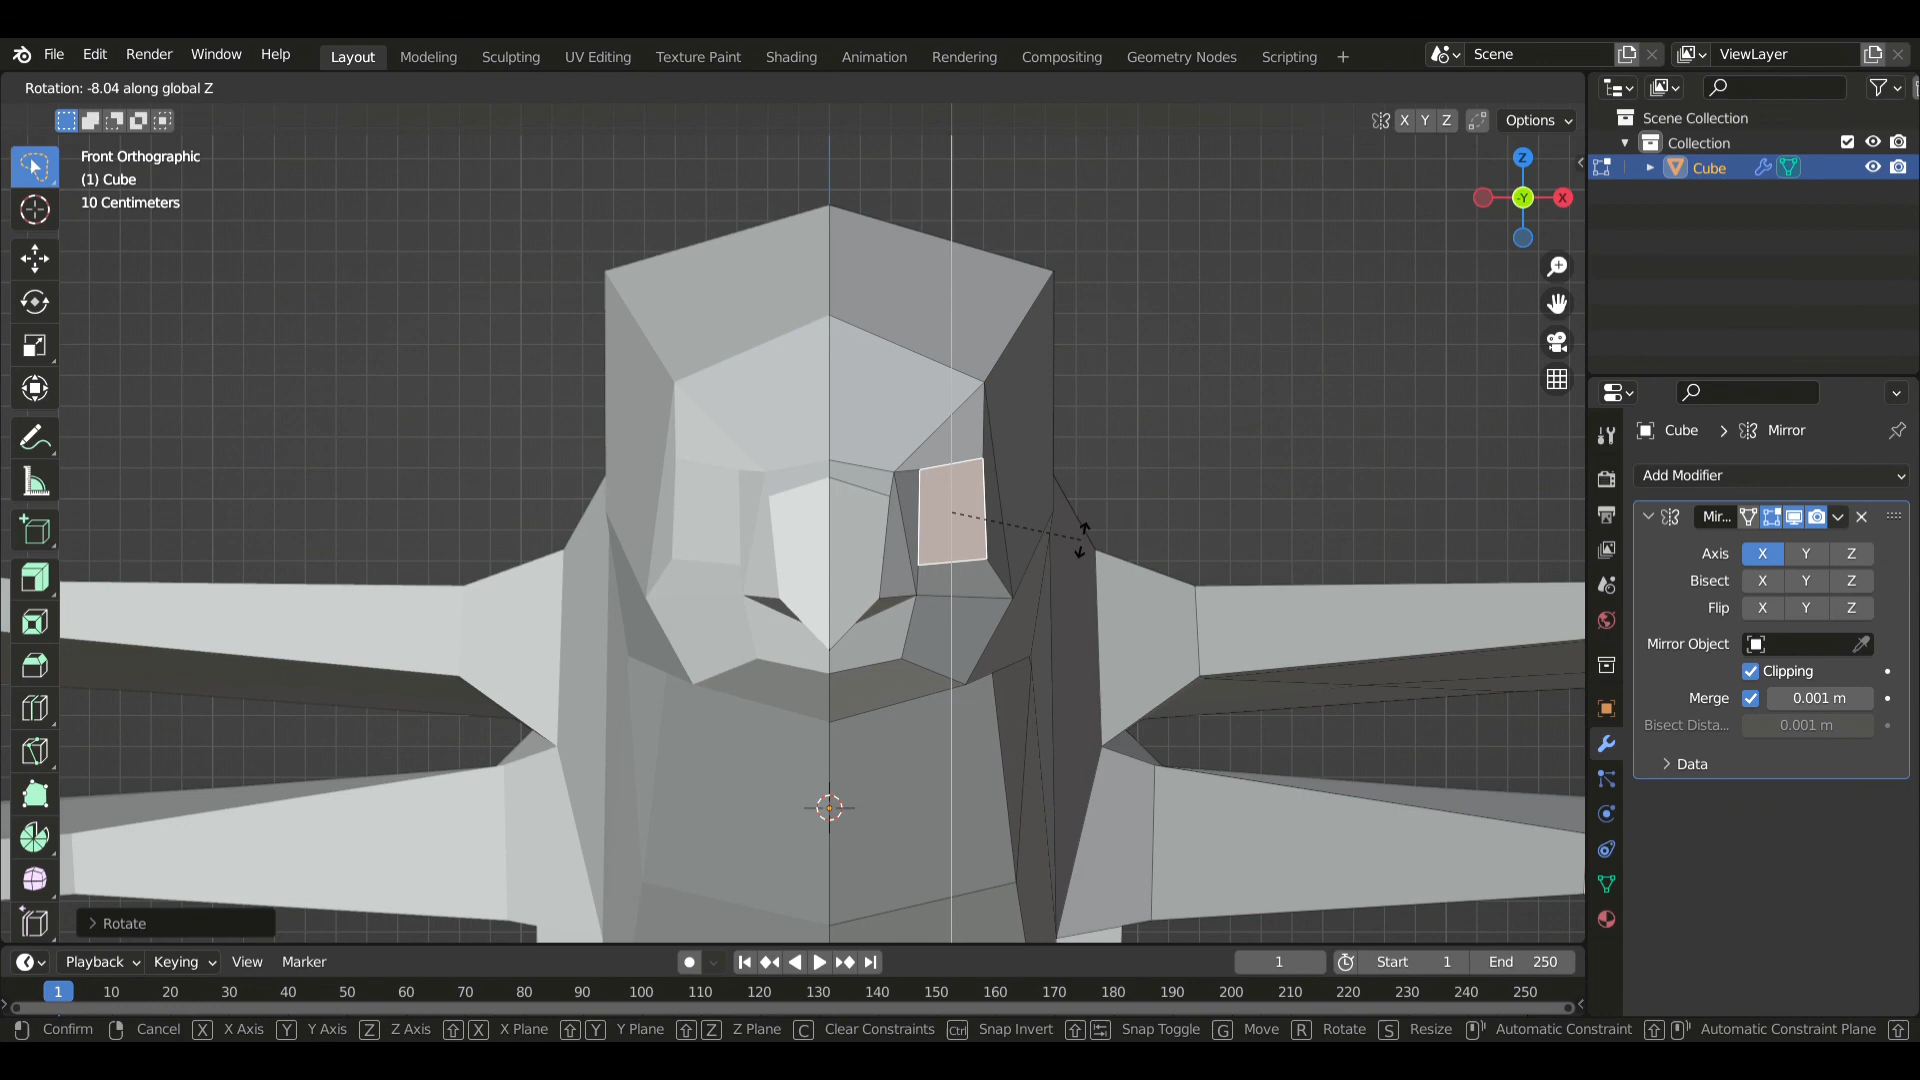 File Edit Render Window Help Layout Modeling Sculpting UV Editing Texture Paint Shading Animation Rendering Compositing Geometry Nodes Scripting + Scene ViewLayer
Rotation: -8.04 along global Z
X Y Z Options
Front Orthographic
(1) Cube
10 Centimeters
Z
-Y X
Scene Collection
Collection
Cube
Cube > Mirror
Add Modifier
Mir...
Axis X Y Z
Bisect X Y Z
Flip X Y Z
Mirror Object
Clipping
Merge 0.001 m
Bisect Dista... 0.001 m
Data
Rotate
Playback Keying View Marker 1 Start 1 End 250
1 10 20 30 40 50 60 70 80 90 100 110 120 130 140 150 160 170 180 190 200 210 220 230 240 250
Confirm Cancel X X Axis Y Y Axis Z Z Axis X X Plane Y Y Plane Z Z Plane C Clear Constraints Ctrl Snap Invert Snap Toggle G Move R Rotate S Resize Automatic Constraint Automatic Constraint Plane